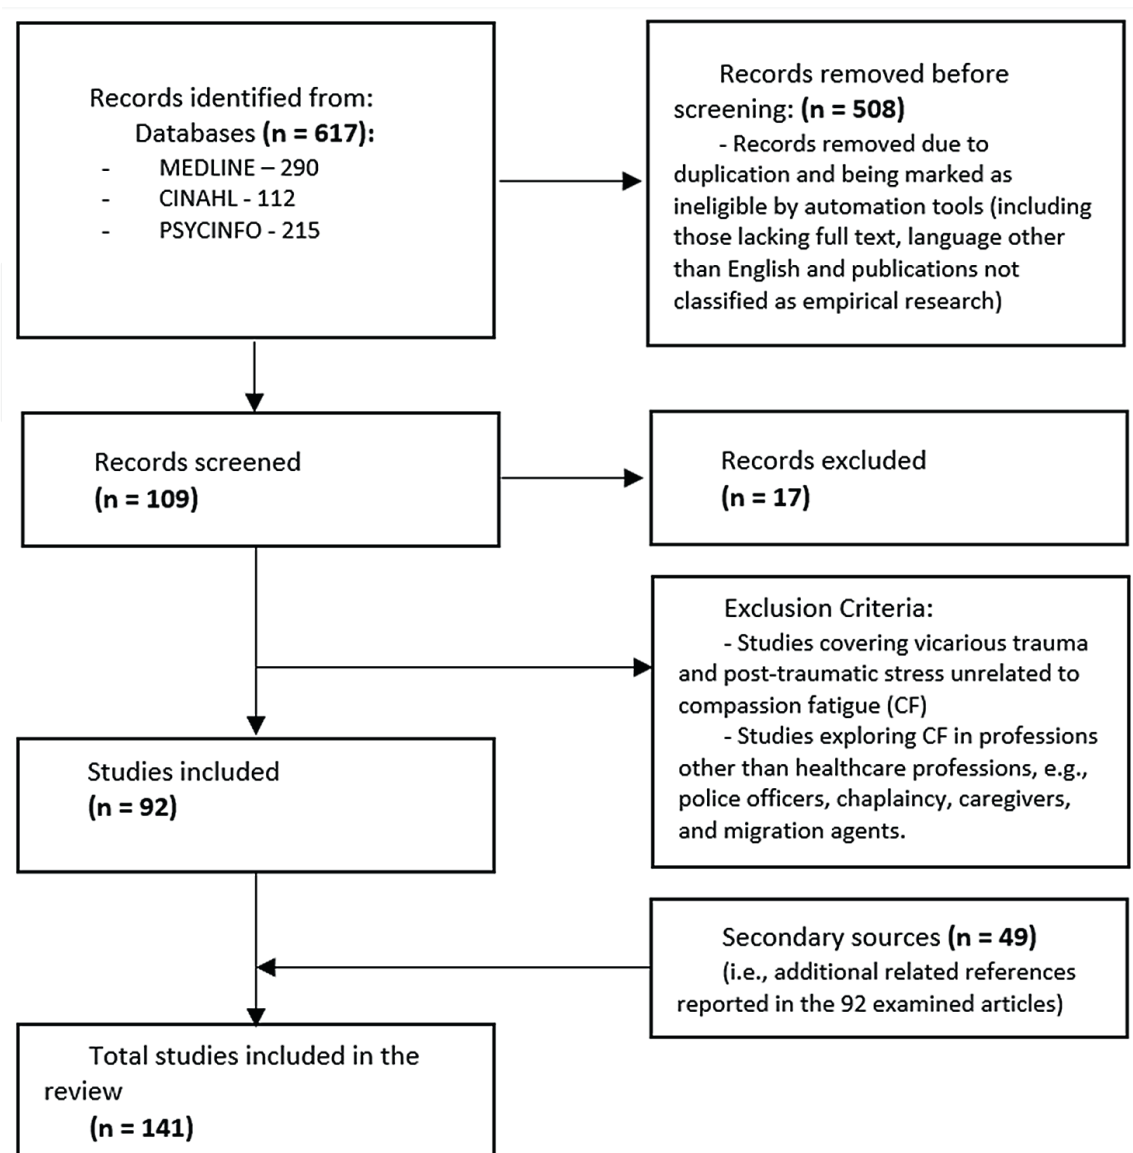 Records identified from:
Databases (n = 617):
- MEDLINE – 290
- CINAHL - 112
- PSYCINFO - 215
Records removed before
screening: (n = 508)
- Records removed due to
duplication and being marked as
ineligible by automation tools (including
those lacking full text, language other
than English and publications not
classified as empirical research)
Records screened
(n = 109)
Records excluded
(n = 17)
Exclusion Criteria:
- Studies covering vicarious trauma
and post-traumatic stress unrelated to
compassion fatigue (CF)
- Studies exploring CF in professions
other than healthcare professions, e.g.,
police officers, chaplaincy, caregivers,
and migration agents.
Studies included
(n = 92)
Secondary sources (n = 49)
(i.e., additional related references
reported in the 92 examined articles)
Total studies included in the
review
(n = 141)